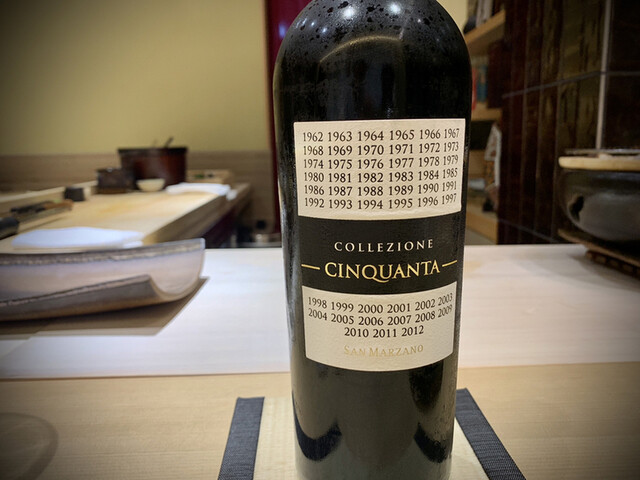 1962 1963 1964 1965 1966 1967
1968 1969 1970 1971 1972 1973
1974 1975 1976 1977 1978 1979
1980 1981 1982 1983 1984 1985
1986 1987 1988 1989 1990 1991
1992 1993 1994 1995 1996 1997
COLLEZIONE
CINQUANTA
1998 1999 2000 2001 2002 2003
2004 2005 2006 2007 2008 2009
2010 2011 2012
SAN MARZANO